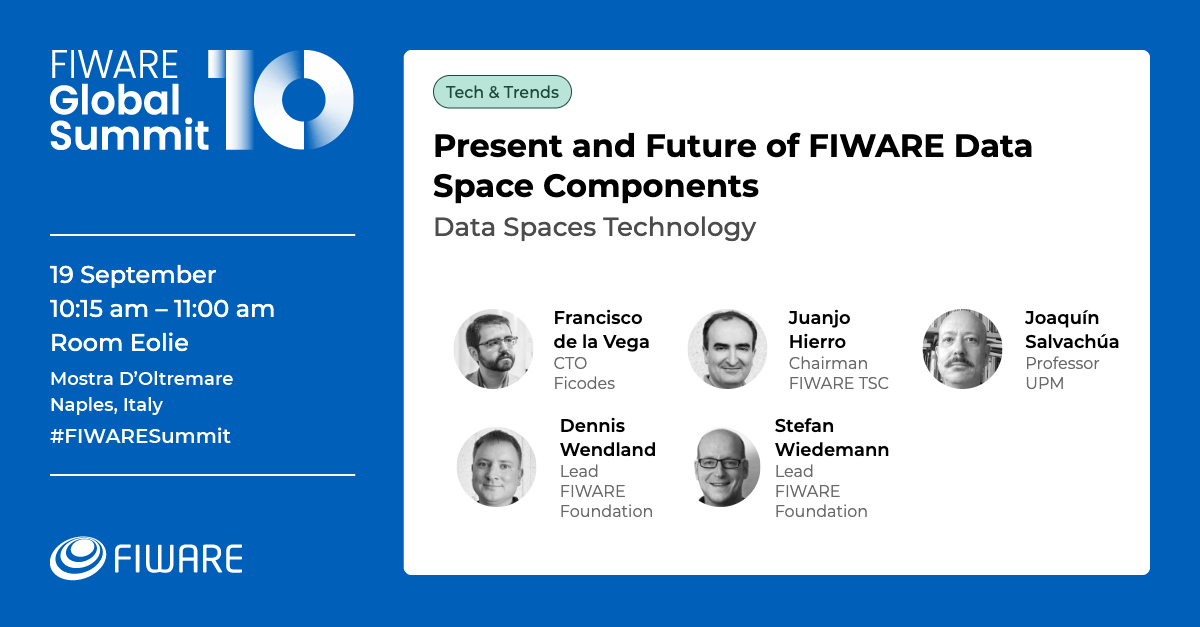 FIWARE
Global
Summit
10
19 September
10:15 am – 11:00 am
Room Eolie
Mostra D’Oltremare
Naples, Italy
#FIWARESummit
FIWARE
Tech & Trends
Present and Future of FIWARE Data
Space Components
Data Spaces Technology
Francisco
de la Vega
CTO
Ficodes
Juanjo
Hierro
Chairman
FIWARE TSC
Joaquín
Salvachúa
Professor
UPM
Dennis
Wendland
Lead
FIWARE
Foundation
Stefan
Wiedemann
Lead
FIWARE
Foundation